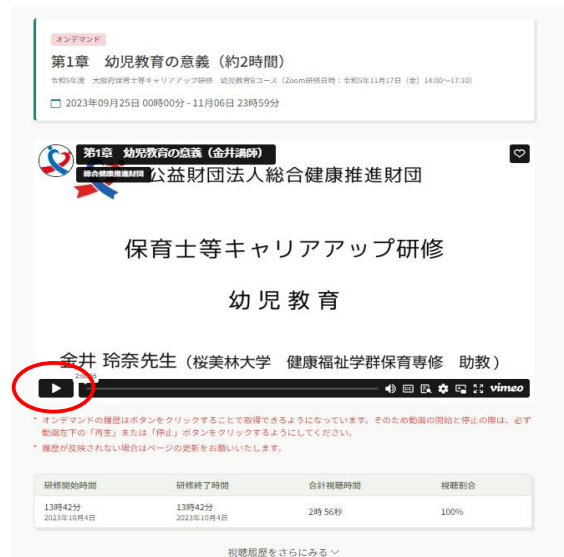 オンデマンド
第1章　幼児教育の意義（約2時間）
令和5年度　大阪府保育士等キャリアアップ研修　幼児教育Bコース（Zoom研修日時：令和5年11月17日（金）14:00〜17:10）
2023年09月25日 00時00分 - 11月06日 23時59分
第1章　幼児教育の意義（金井講師）
総合健康推進財団
公益財団法人総合健康推進財団
保育士等キャリアアップ研修
幼児教育
金井 玲奈先生（桜美林大学　健康福祉学群保育専修　助教）
vimeo
* オンデマンドの履歴はボタンをクリックすることで取得できるようになっています。そのため動画の開始と停止の際は、必ず
動画左下の「再生」または「停止」ボタンをクリックするようにしてください。
* 履歴が反映されない場合はページの更新をお願いいたします。
研修開始時間　研修終了時間　合計視聴時間　視聴割合
13時42分　13時42分　2時 56秒　100%
2023年10月4日　2023年10月4日
視聴履歴をさらにみる